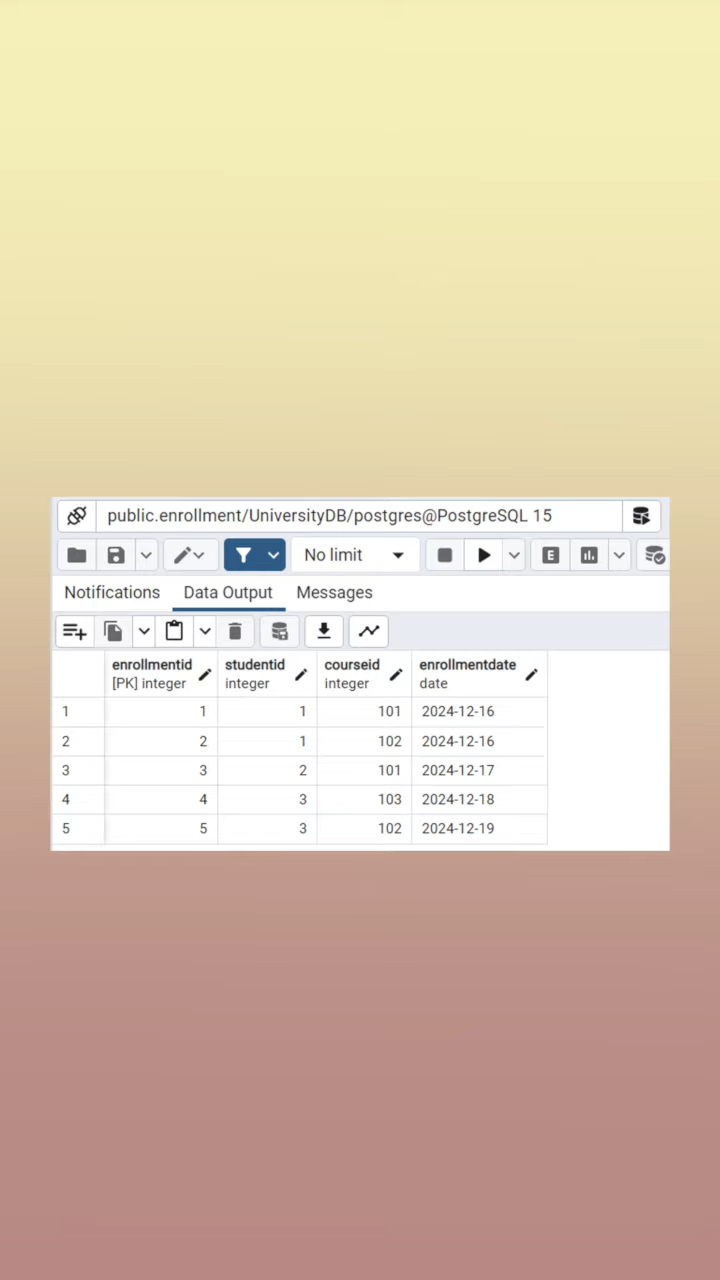 public.enrollment/UniversityDB/postgres@PostgreSQL 15
No limit
E
Notifications Data Output Messages
enrollmentid studentid courseid enrollmentdate
[PK] integer integer integer date
1 1 1 101 2024-12-16
2 2 1 102 2024-12-16
3 3 2 101 2024-12-17
4 4 3 103 2024-12-18
5 5 3 102 2024-12-19